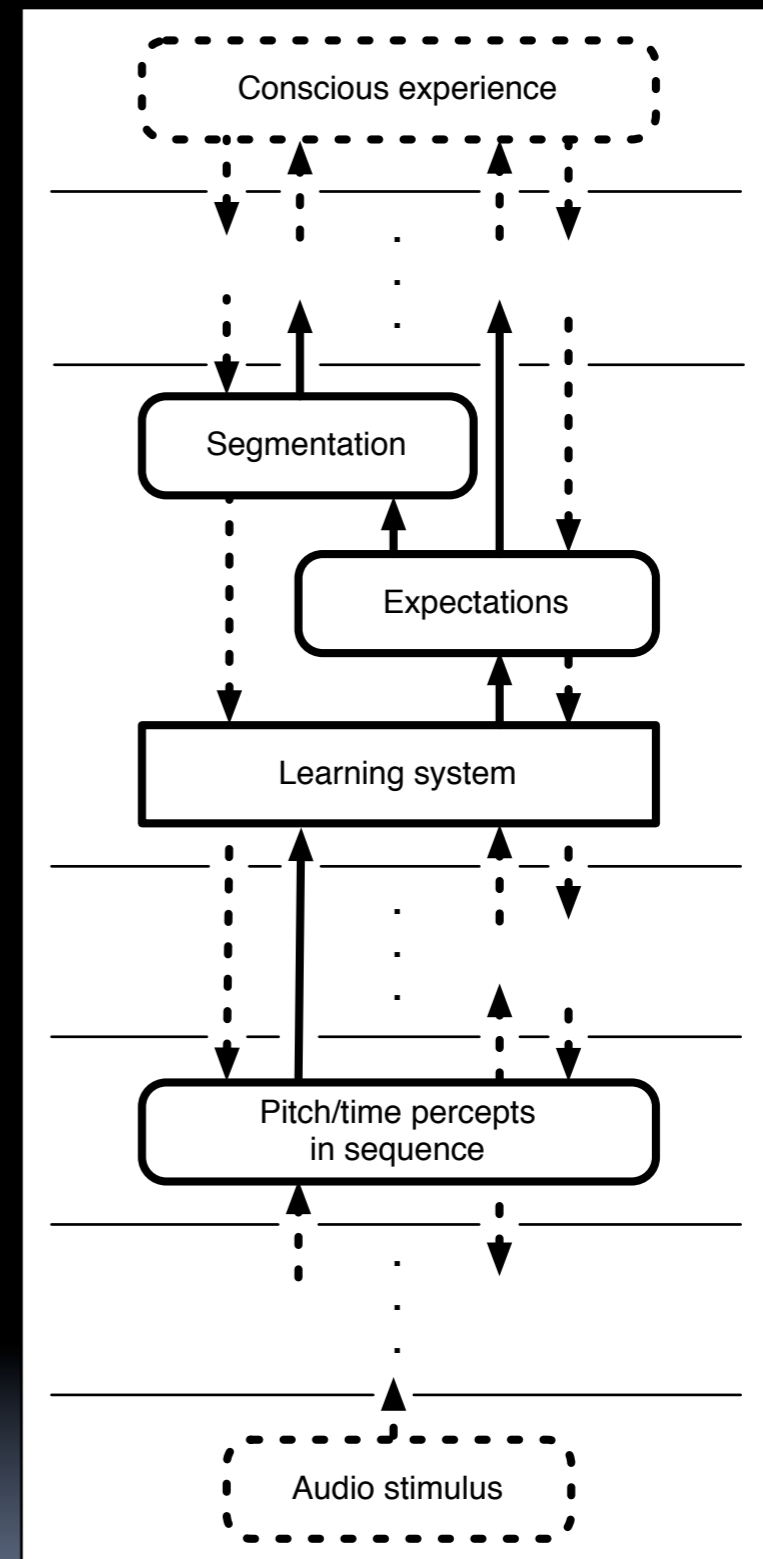 Conscious experience
Segmentation
Expectations
Learning system
Pitch/time percepts
in sequence
Audio stimulus